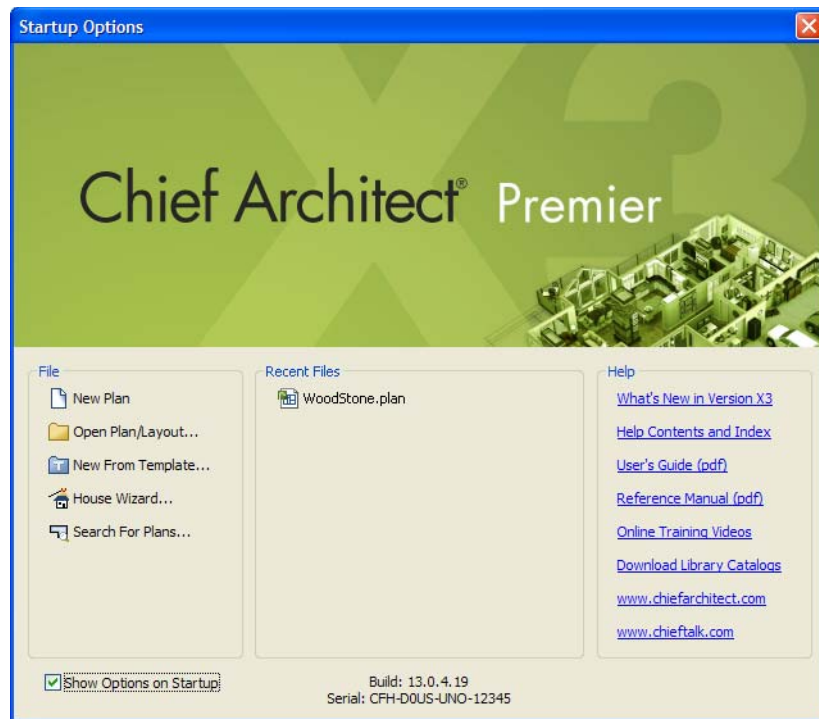 Startup Options
X3
Chief Architect® Premier
File
New Plan
Open Plan/Layout...
New From Template...
House Wizard...
Search For Plans...
Recent Files
WoodStone.plan
Help
What's New in Version X3
Help Contents and Index
User's Guide (pdf)
Reference Manual (pdf)
Online Training Videos
Download Library Catalogs
www.chiefarchitect.com
www.chieftalk.com
Show Options on Startup
Build: 13.0.4.19
Serial: CFH-D0US-UNO-12345